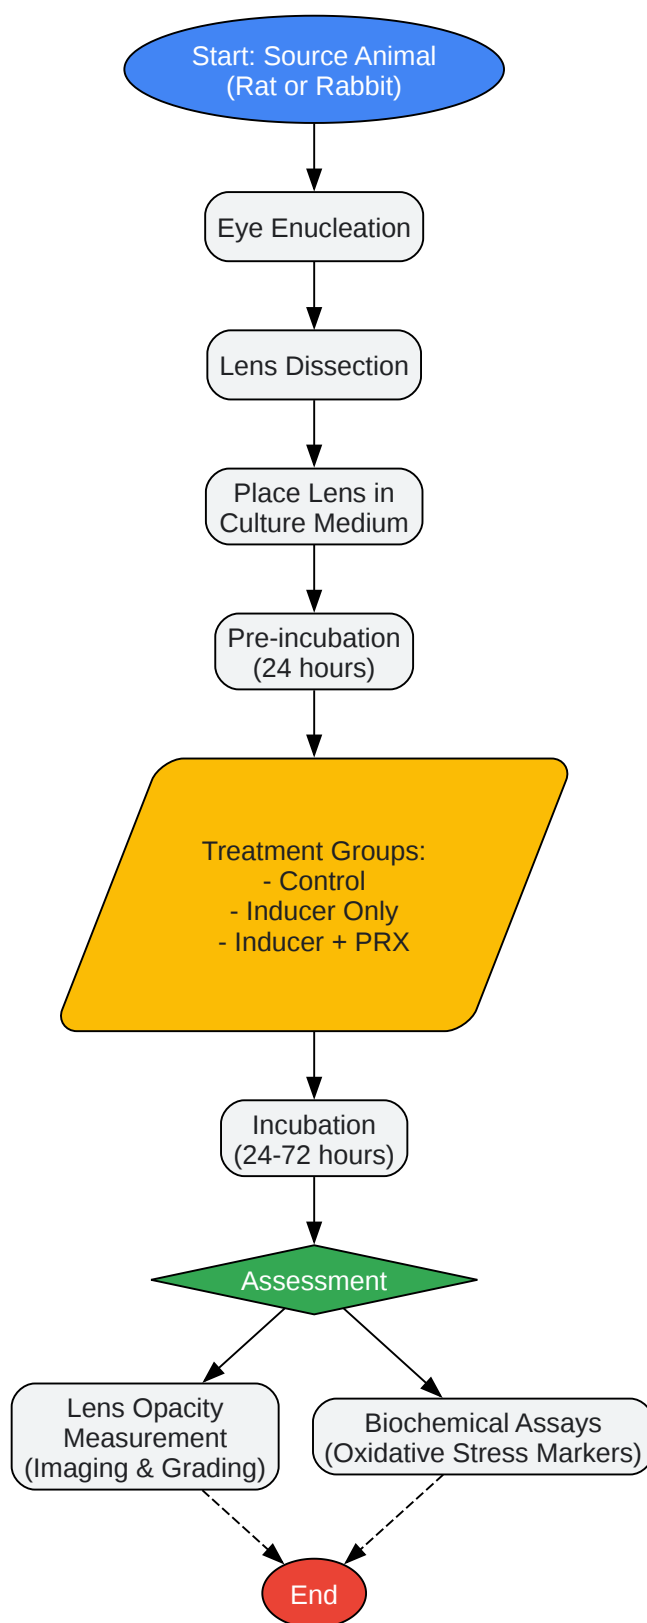 Start: Source Animal
(Rat or Rabbit)
Eye Enucleation
Lens Dissection
Place Lens in
Culture Medium
Pre-incubation
(24 hours)
Treatment Groups:
- Control
- Inducer Only
- Inducer + PRX
Incubation
(24-72 hours)
Assessment
Lens Opacity
Measurement
(Imaging & Grading)
Biochemical Assays
(Oxidative Stress Markers)
End